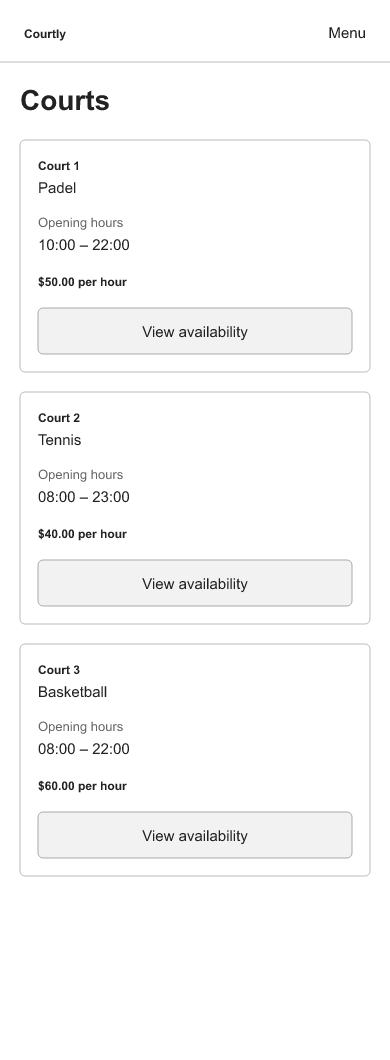 Courtly
Menu
Courts
Court 1
Padel
Opening hours
10:00 – 22:00
$50.00 per hour
View availability
Court 2
Tennis
Opening hours
08:00 – 23:00
$40.00 per hour
View availability
Court 3
Basketball
Opening hours
08:00 – 22:00
$60.00 per hour
View availability